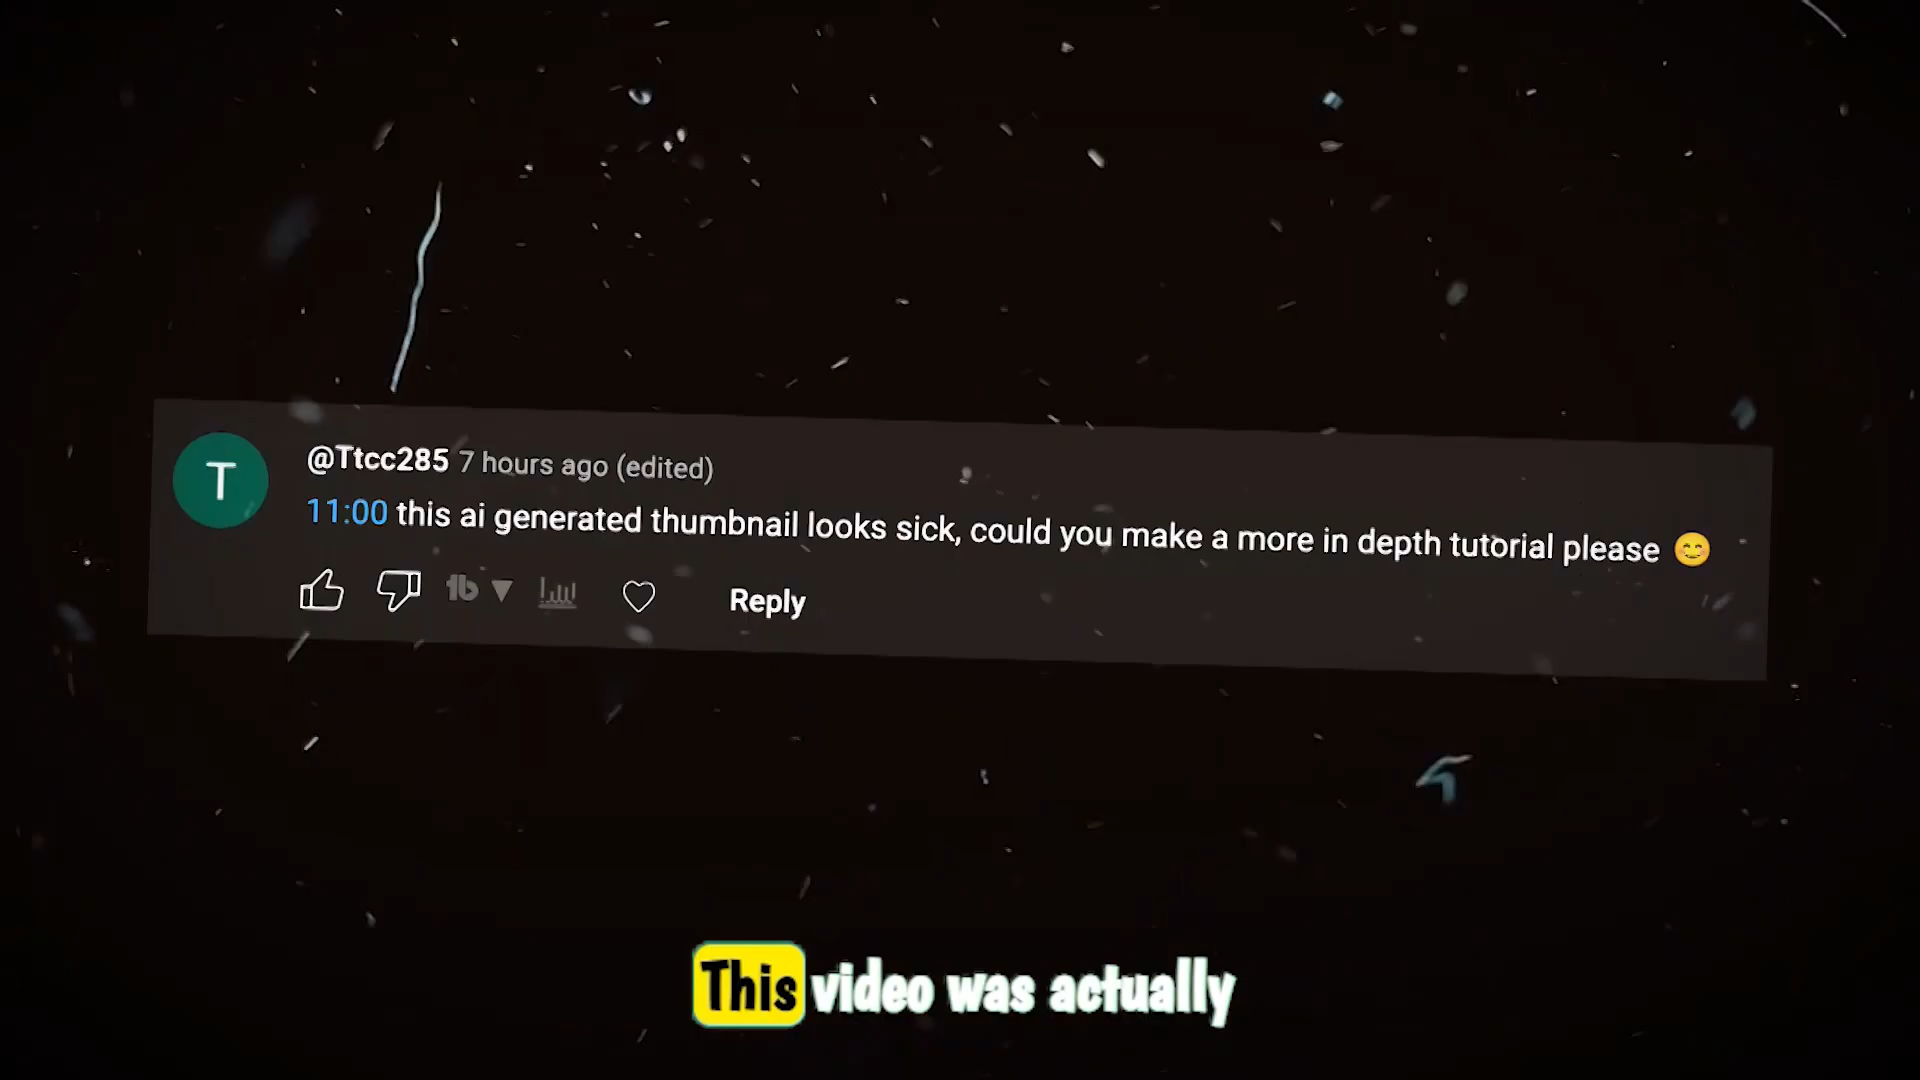 T
@Ttcc285 7 hours ago (edited)
11:00 this ai generated thumbnail looks sick, could you make a more in depth tutorial please 😊
tb
Reply
This video was actually